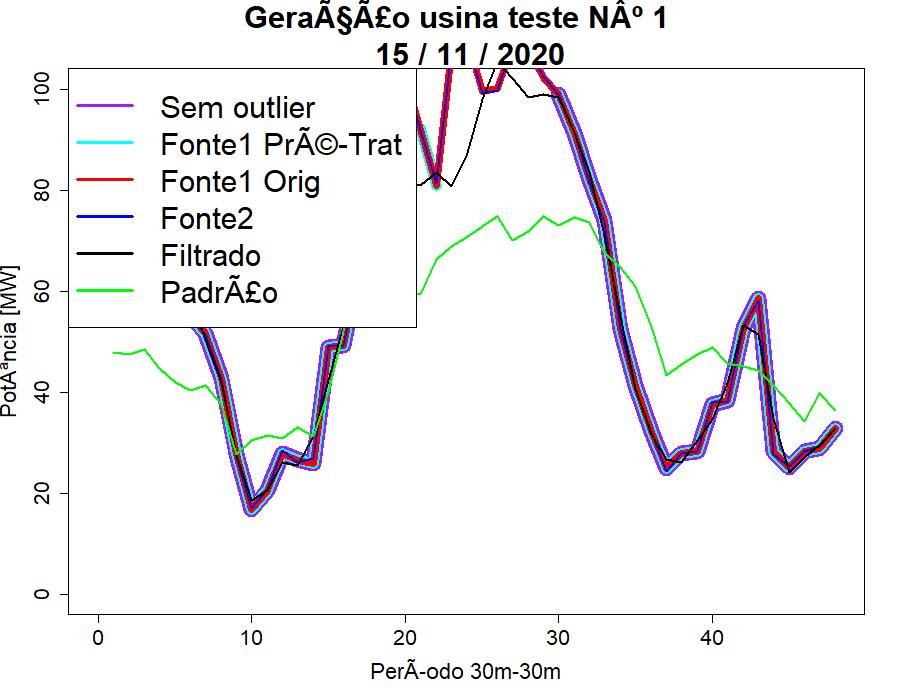 GeraÃ§Ã£o usina teste NÂº 1
15 / 11 / 2020
Sem outlier
Fonte1 PrÃ©-Trat
Fonte1 Orig
Fonte2
Filtrado
PadrÃ£o
PotÃªncia [MW]
100
80
60
40
20
0
0 10 20 30 40
PerÃ-odo 30m-30m